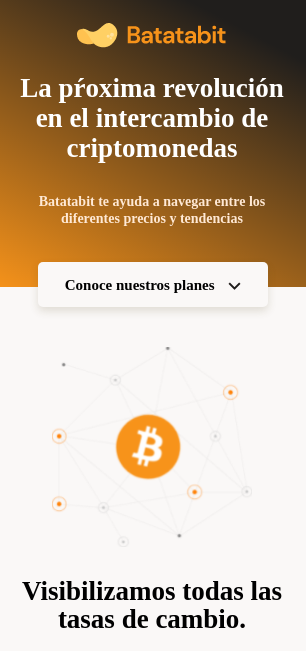 Batatabit
La pŕoxima revolución
en el intercambio de
criptomonedas
Batatabit te ayuda a navegar entre los
diferentes precios y tendencias
Conoce nuestros planes
Visibilizamos todas las
tasas de cambio.